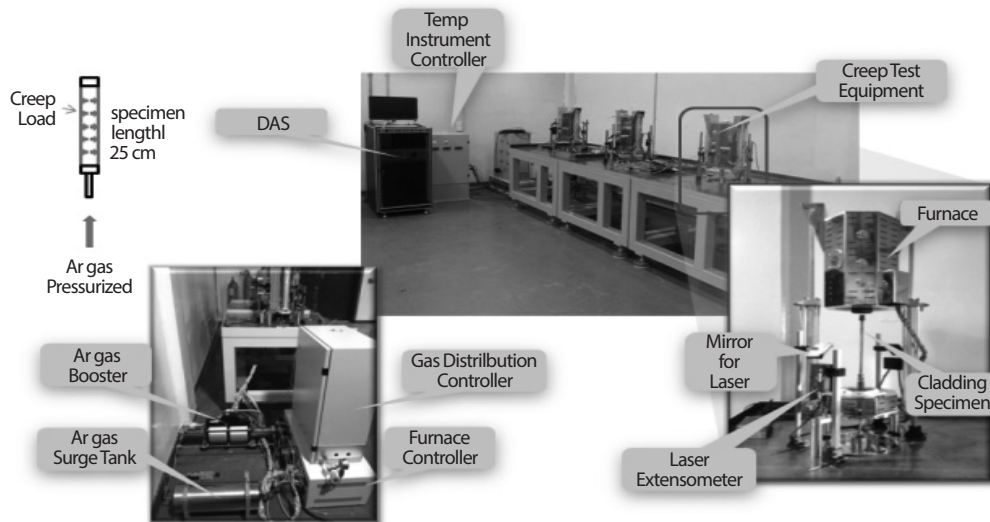 Temp
Instrument
Controller
Creep Test
Equipment
Creep
Load
specimen
lengthl
25 cm
DAS
Furnace
Ar gas
Pressurized
Mirror
for
Laser
Ar gas
Booster
Gas Distrilbution
Controller
Cladding
Specimen
Ar gas
Surge Tank
Furnace
Controller
Laser
Extensometer